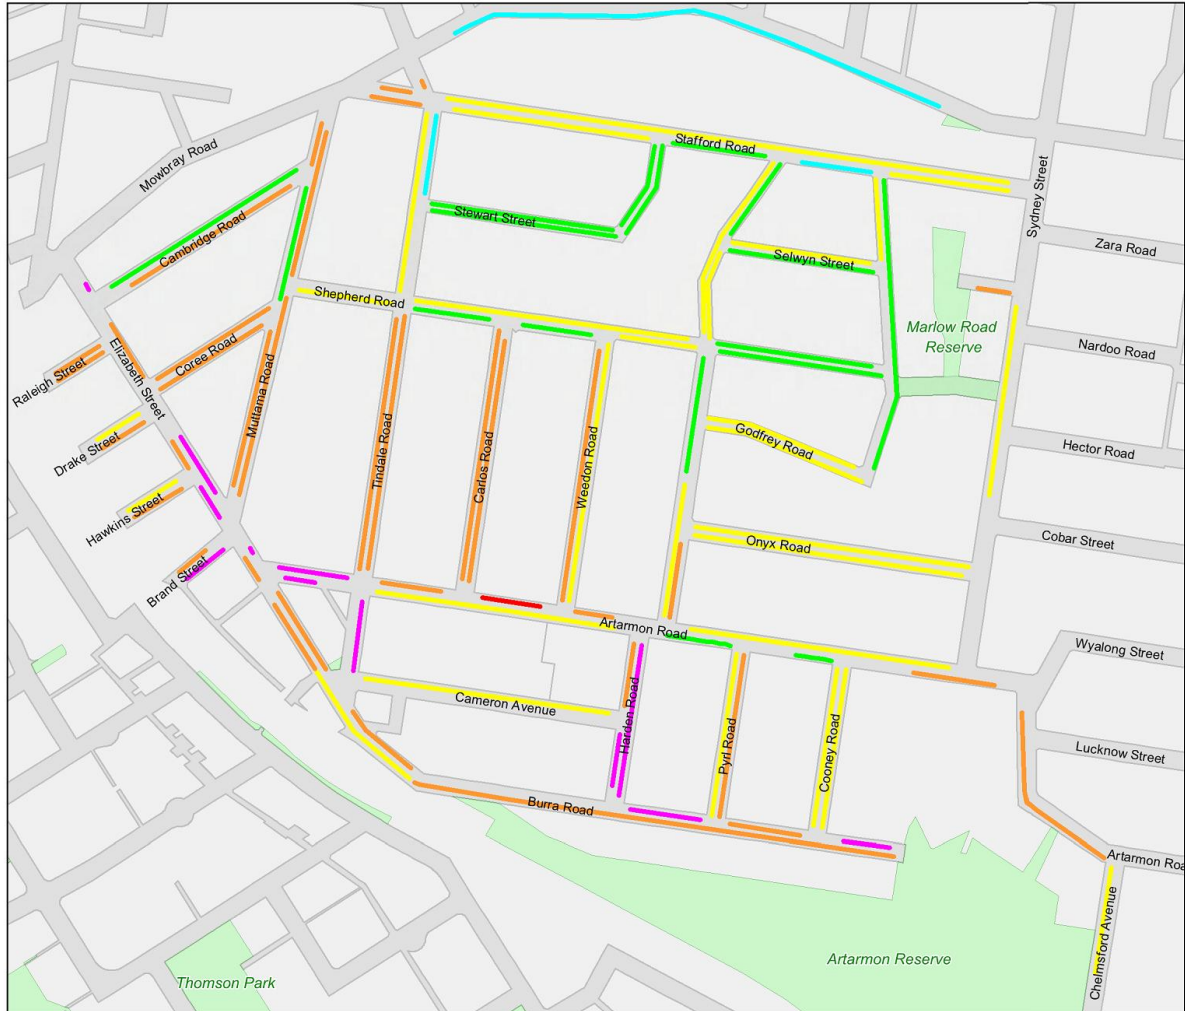 Stafford Road
Mowbray Road
Sydney Street
Stewart Street
Cambridge Road
Zara Road
Selwyn Street
Shepherd Road
Marlow Road
Reserve
Nardoo Road
Coree Road
Elizabeth Street
Raleigh Street
Muttama Road
Drake Street
Tindale Road
Carlos Road
Weedon Road
Godfrey Road
Hector Road
Hawkins Street
Onyx Road
Cobar Street
Brand Street
Artarmon Road
Wyalong Street
Cameron Avenue
Harden Road
Pyrl Road
Cooney Road
Lucknow Street
Burra Road
Artarmon Roa
Chelmsford Avenue
Artarmon Reserve
Thomson Park